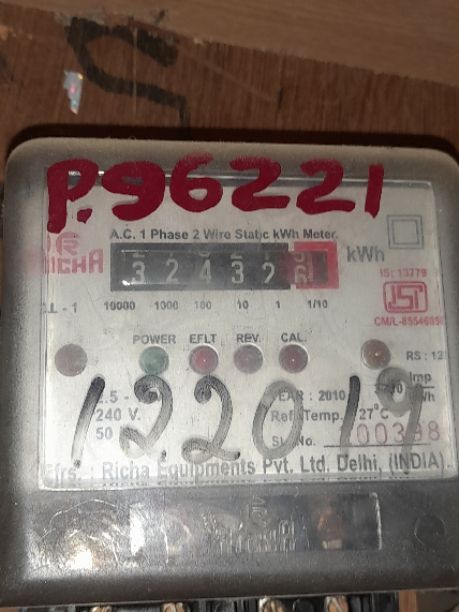 P.96221
A.C. 1 Phase 2 Wire Static kWh Meter.
RICHA
32432 6 kWh
IS: 13779
ISI
10000 1000 100 10 1 1/10
POWER EFLT REV. CAL.
240 V.
50
YEAR : 2010
Ref. Temp. 27°C
No.
122019
Richa Equipments Pvt. Ltd. Delhi, (INDIA)